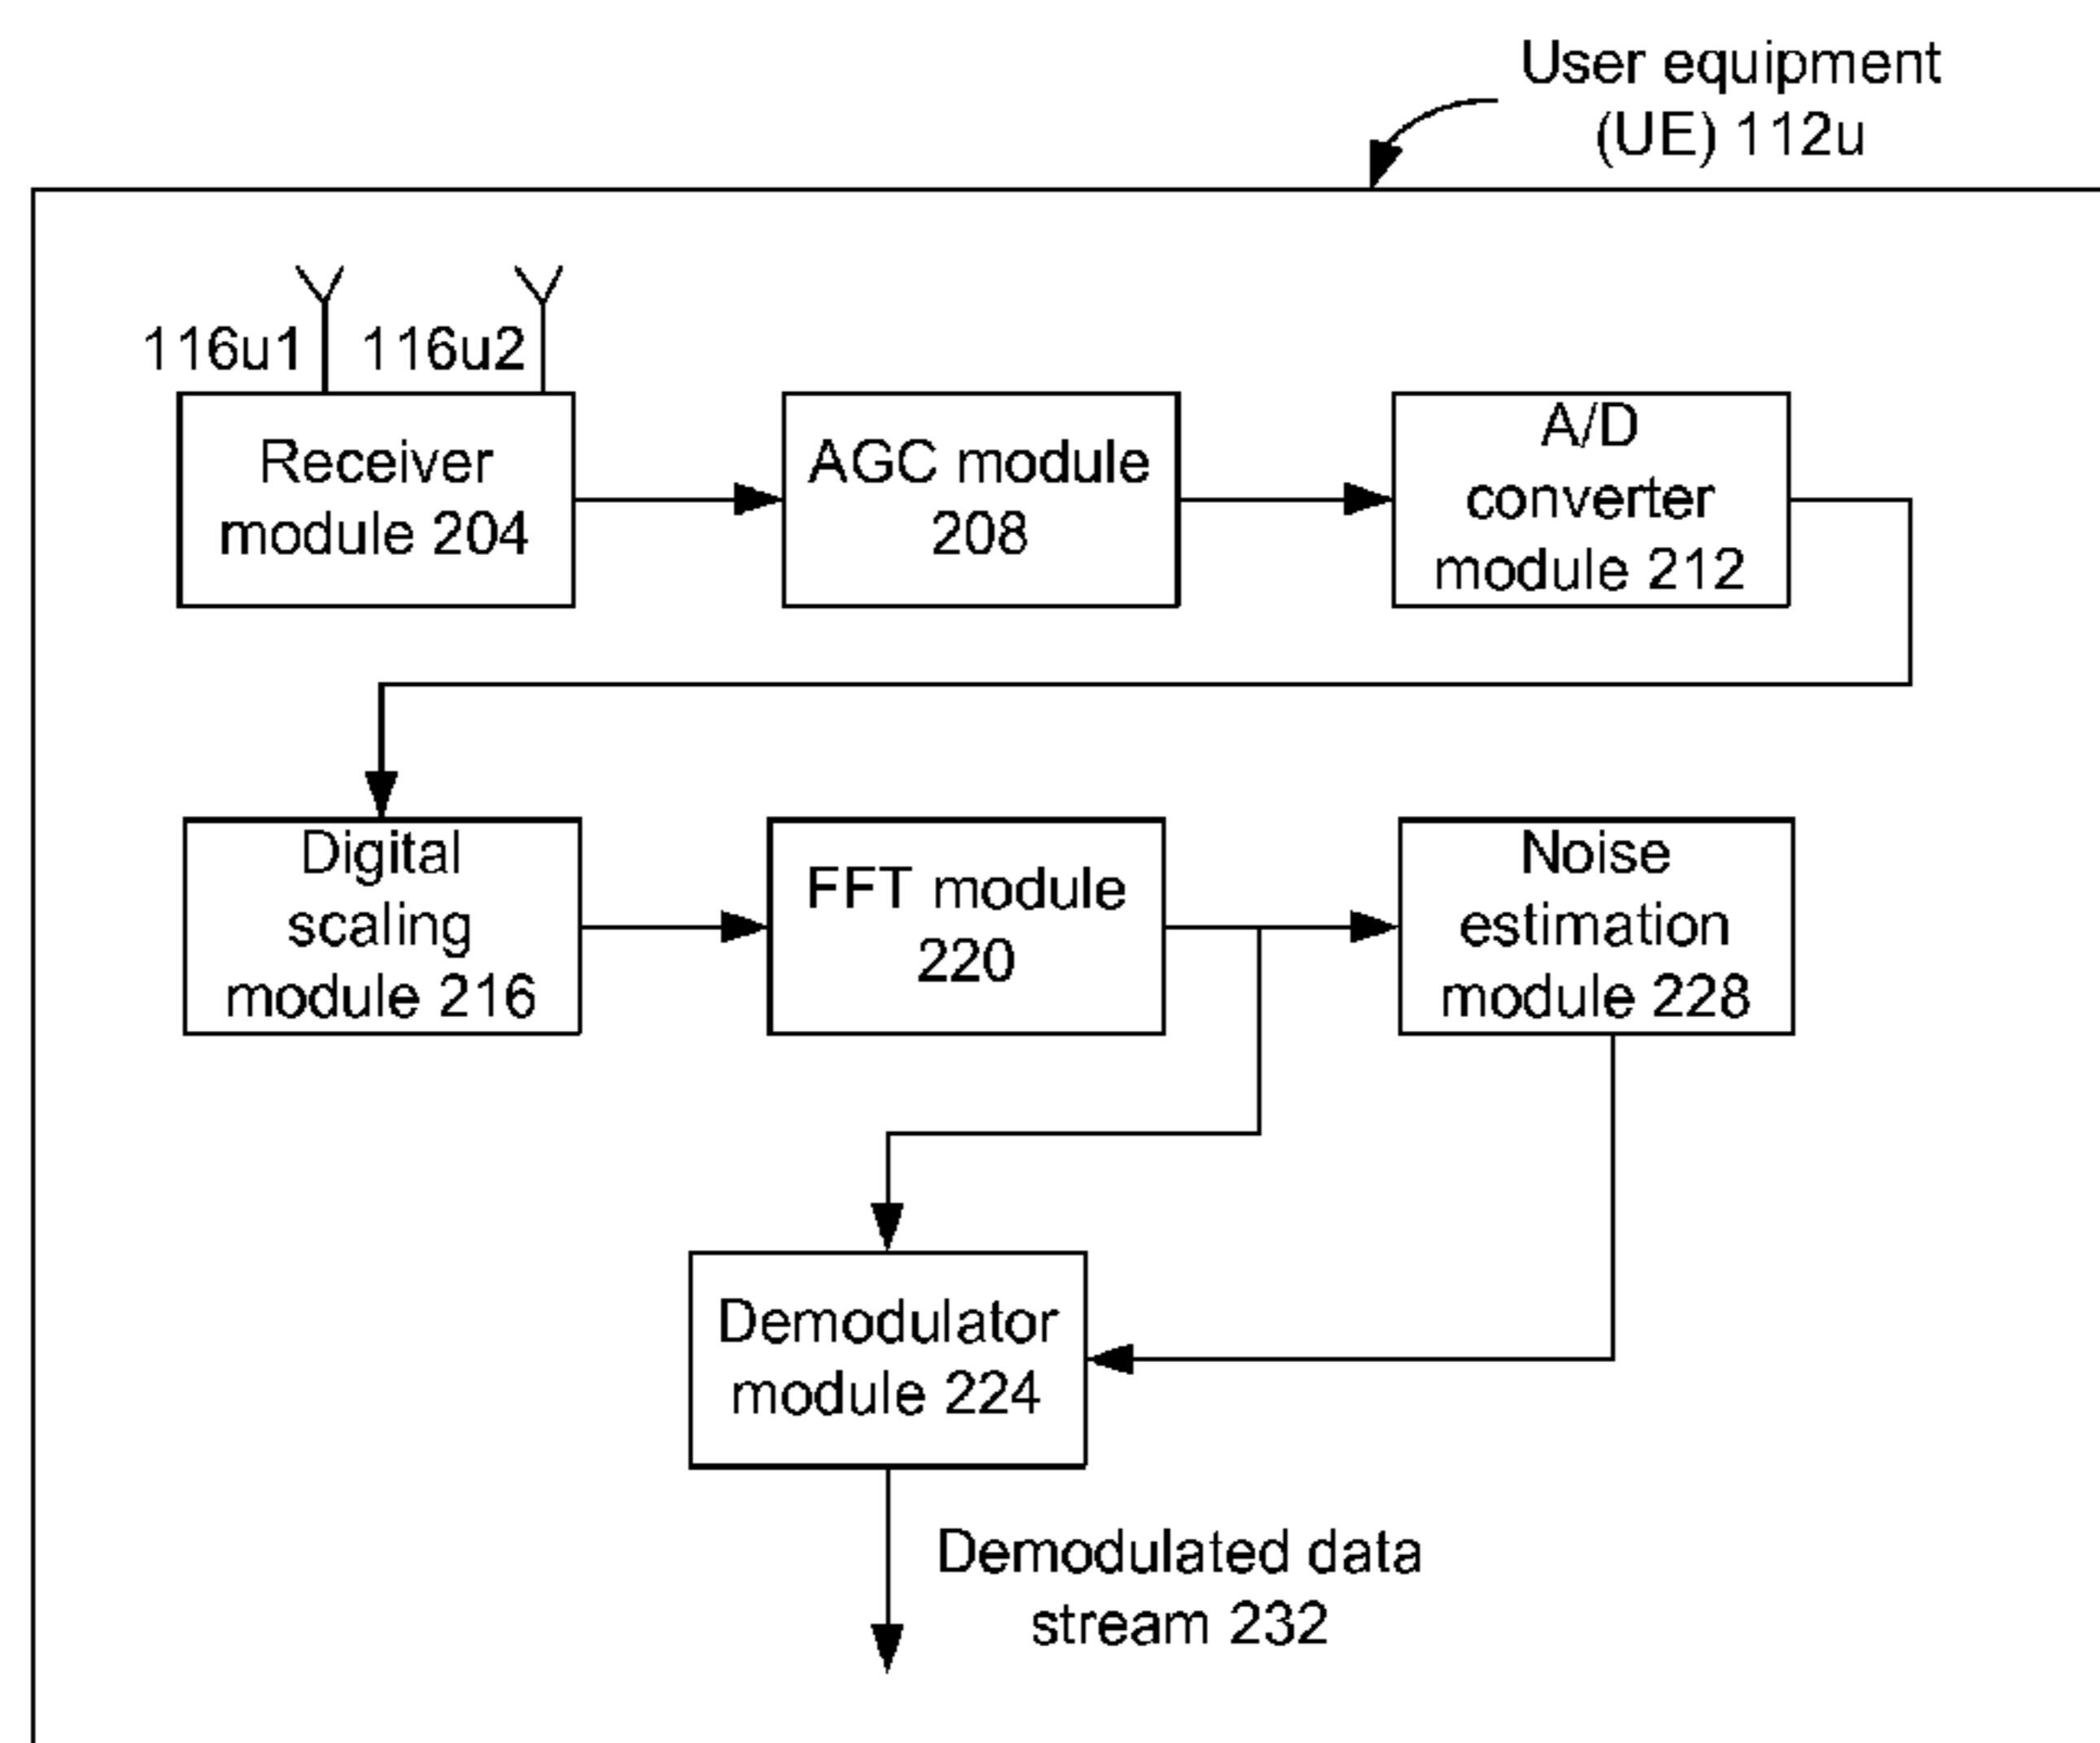 User equipment
(UE) 112u
116u1
116u2
Receiver
module 204
AGC module
208
A/D
converter
module 212
Digital
scaling
module 216
FFT module
220
Noise
estimation
module 228
Demodulator
module 224
Demodulated data
stream 232